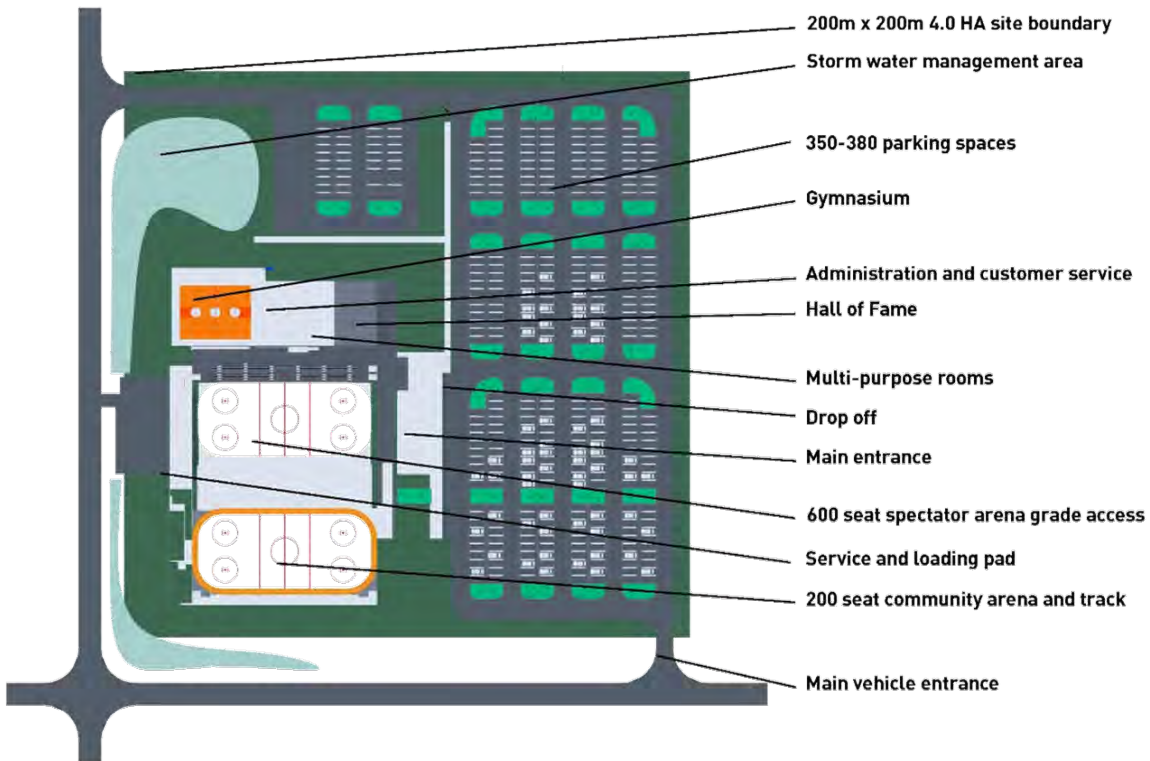 200m x 200m 4.0 HA site boundary
Storm water management area
350-380 parking spaces
Gymnasium
Administration and customer service
Hall of Fame
Multi-purpose rooms
Drop off
Main entrance
600 seat spectator arena grade access
Service and loading pad
200 seat community arena and track
Main vehicle entrance